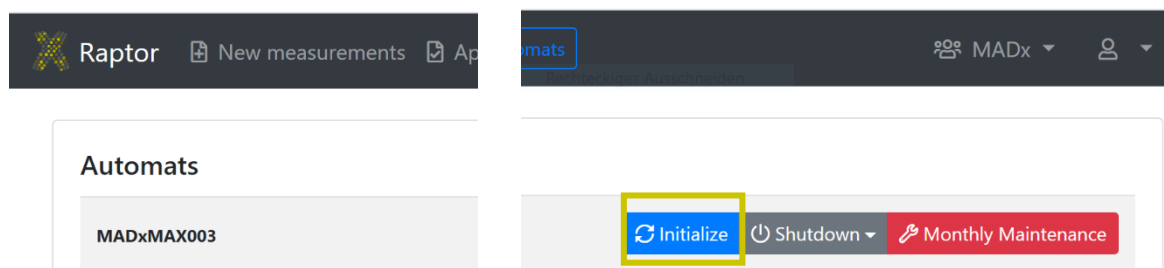 Raptor New measurements Ap omats MADx
Rechteckiges Ausschneiden
Automats
MADxMAX003 Initialize Shutdown Monthly Maintenance